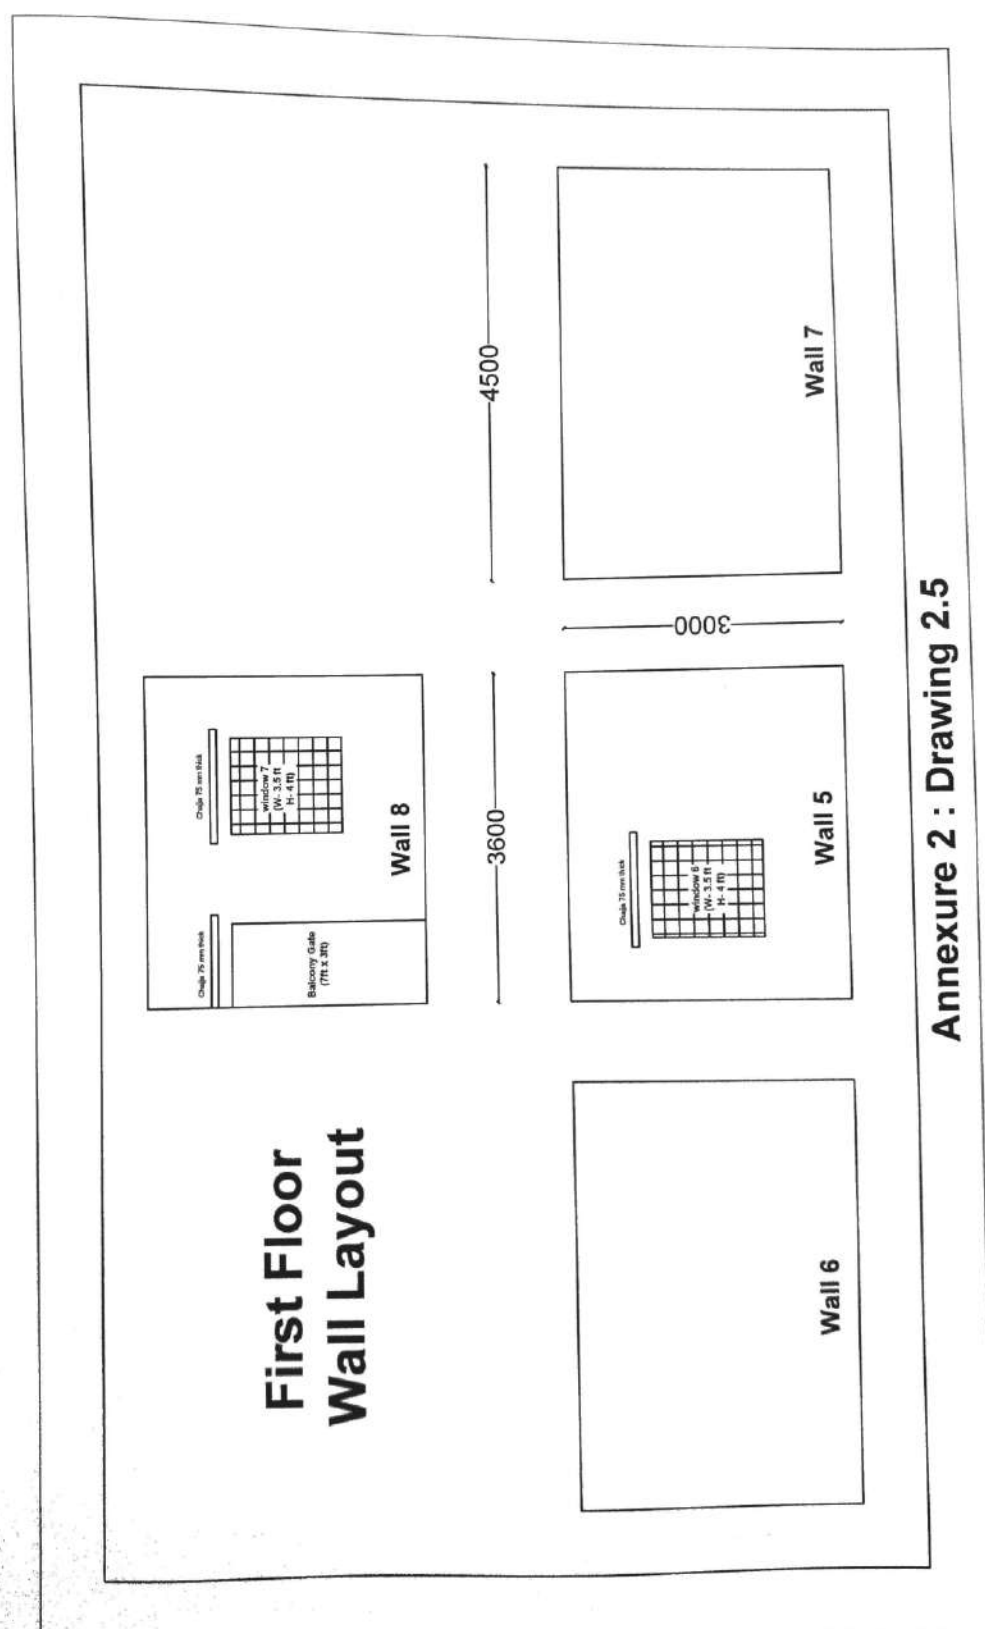 First Floor
Wall Layout
Chajja 75 mm thick
Balcony Gate
(7ft x 3ft)
Chajja 75 mm thick
window 7
(W- 3.5 ft
H- 4 ft)
Wall 8
3600
4500
Wall 6
Chajja 75 mm thick
window 6
(W- 3.5 ft
H- 4 ft)
Wall 5
3000
Wall 7
Annexure 2 : Drawing 2.5